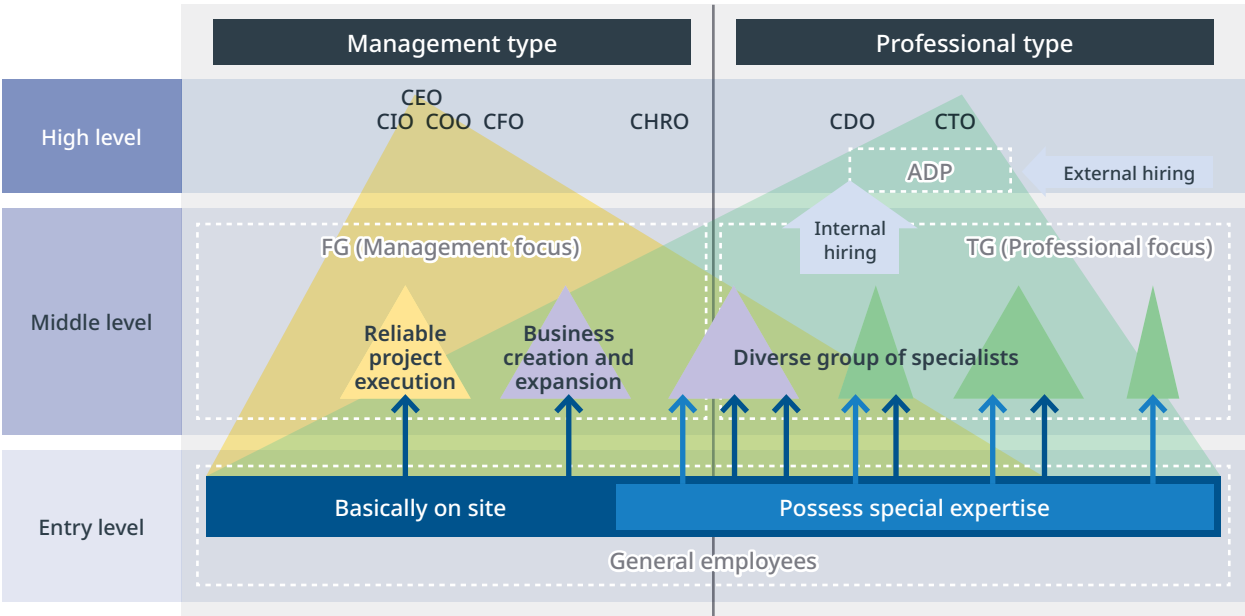 Management type
Professional type
High level
CEO
CIO COO CFO
CHRO
CDO
CTO
ADP
External hiring
Middle level
FG (Management focus)
Internal
hiring
TG (Professional focus)
Reliable
project
execution
Business
creation and
expansion
Diverse group of specialists
Entry level
Basically on site
Possess special expertise
General employees